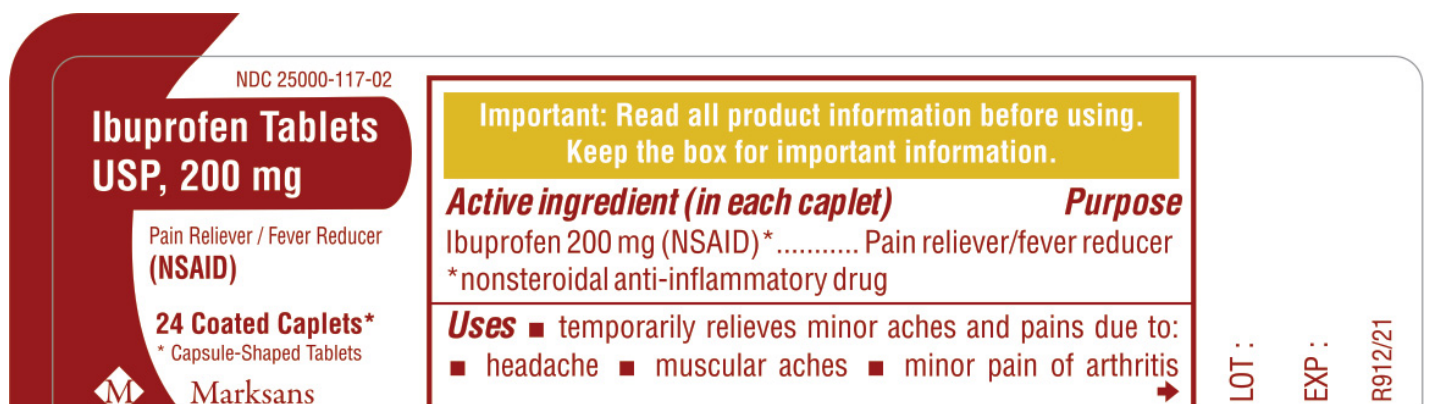 NDC 25000-117-02
Ibuprofen Tablets
USP, 200 mg
Pain Reliever / Fever Reducer
(NSAID)
24 Coated Caplets*
* Capsule-Shaped Tablets
M Marksans
Important: Read all product information before using.
Keep the box for important information.
Active ingredient (in each caplet) Purpose
Ibuprofen 200 mg (NSAID)*........... Pain reliever/fever reducer
*nonsteroidal anti-inflammatory drug
Uses ■ temporarily relieves minor aches and pains due to:
■ headache ■ muscular aches ■ minor pain of arthritis
LOT :
EXP :
R912/21